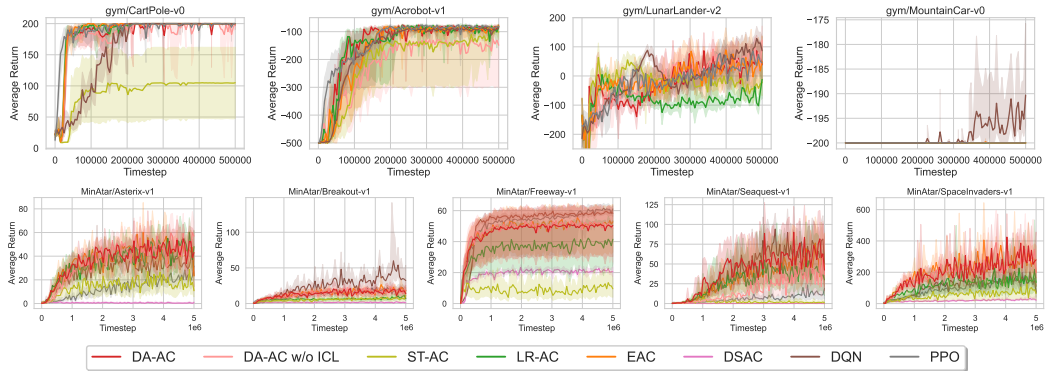 gym/CartPole-v0
gym/Acrobot-v1
gym/LunarLander-v2
gym/MountainCar-v0
Average Return
200
150
100
50
0
0 100000 200000 300000 400000 500000
Timestep
Average Return
−100
−200
−300
−400
−500
0 100000 200000 300000 400000 500000
Timestep
Average Return
200
100
0
−100
−200
0 100000 200000 300000 400000 500000
Timestep
Average Return
−175
−180
−185
−190
−195
−200
0 100000 200000 300000 400000 500000
Timestep
MinAtar/Asterix-v1
MinAtar/Breakout-v1
MinAtar/Freeway-v1
MinAtar/Seaquest-v1
MinAtar/SpaceInvaders-v1
Average Return
80
60
40
20
0
0 1 2 3 4 5
1e6
Timestep
Average Return
100
50
0
0 1 2 3 4 5
1e6
Timestep
Average Return
60
40
20
0
0 1 2 3 4 5
1e6
Timestep
Average Return
125
100
75
50
25
0
0 1 2 3 4 5
1e6
Timestep
Average Return
600
400
200
0
0 1 2 3 4 5
1e6
Timestep
DA-AC DA-AC w/o ICL ST-AC LR-AC EAC DSAC DQN PPO